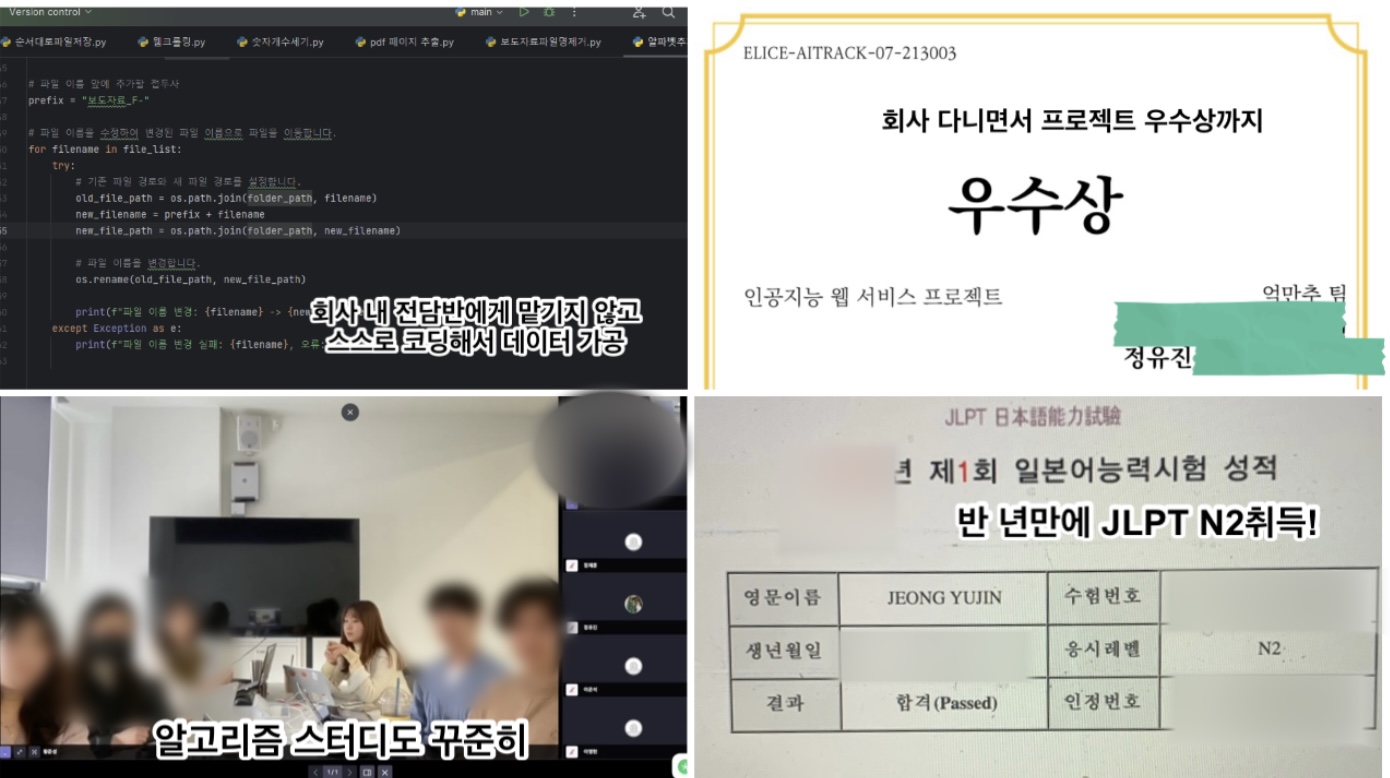 Version control
main
순서대로파일저장.py
웹크롤링.py
숫자개수세기.py
pdf 페이지 추출.py
보도자료파일명제거.py
알파벳추
# 파일 이름 앞에 추가할 접두사
prefix = "보도자료_F-"
# 파일 이름을 수정하여 변경된 파일 이름으로 파일을 이동합니다.
for filename in file_list:
try:
# 기존 파일 경로와 새 파일 경로를 설정합니다.
old_file_path = os.path.join(folder_path, filename)
new_filename = prefix + filename
new_file_path = os.path.join(folder_path, new_filename)
# 파일 이름을 변경합니다.
os.rename(old_file_path, new_file_path)
print(f"파일 이름 변경: {filename} -> {new
except Exception as e:
print(f"파일 이름 변경 실패: {filename}, 오류:
회사 내 전담반에게 맡기지 않고
스스로 코딩해서 데이터 가공
ELICE-AITRACK-07-213003
회사 다니면서 프로젝트 우수상까지
우수상
인공지능 웹 서비스 프로젝트
억만추 팀
정유진
알고리즘 스터디도 꾸준히
1/1
JLPT 日本語能力試驗
년 제1회 일본어능력시험 성적
반 년만에 JLPT N2취득!
영문이름 JEONG YUJIN 수험번호
생년월일 응시레벨 N2
결과 합격(Passed) 인정번호